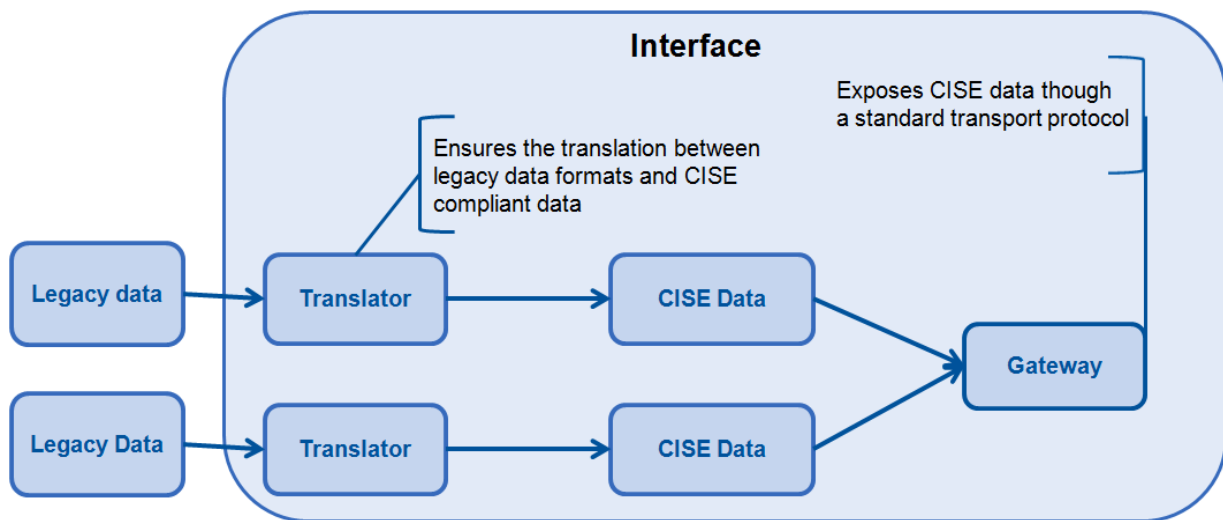 Interface
Exposes CISE data though
a standard transport protocol
Ensures the translation between
legacy data formats and CISE
compliant data
Legacy data
Translator
CISE Data
Gateway
Legacy Data
Translator
CISE Data